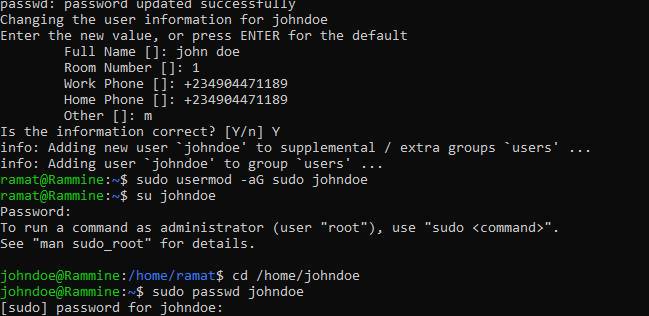 passwd: password updated successfully
Changing the user information for johndoe
Enter the new value, or press ENTER for the default
Full Name []: john doe
Room Number []: 1
Work Phone []: +234904471189
Home Phone []: +234904471189
Other []: m
Is the information correct? [Y/n] Y
info: Adding new user `johndoe' to supplemental / extra groups `users' ...
info: Adding user `johndoe' to group `users' ...
ramat@Rammine:~$ sudo usermod -aG sudo johndoe
ramat@Rammine:~$ su johndoe
Password:
To run a command as administrator (user "root"), use "sudo <command>".
See "man sudo_root" for details.
johndoe@Rammine:/home/ramat$ cd /home/johndoe
johndoe@Rammine:~$ sudo passwd johndoe
[sudo] password for johndoe: